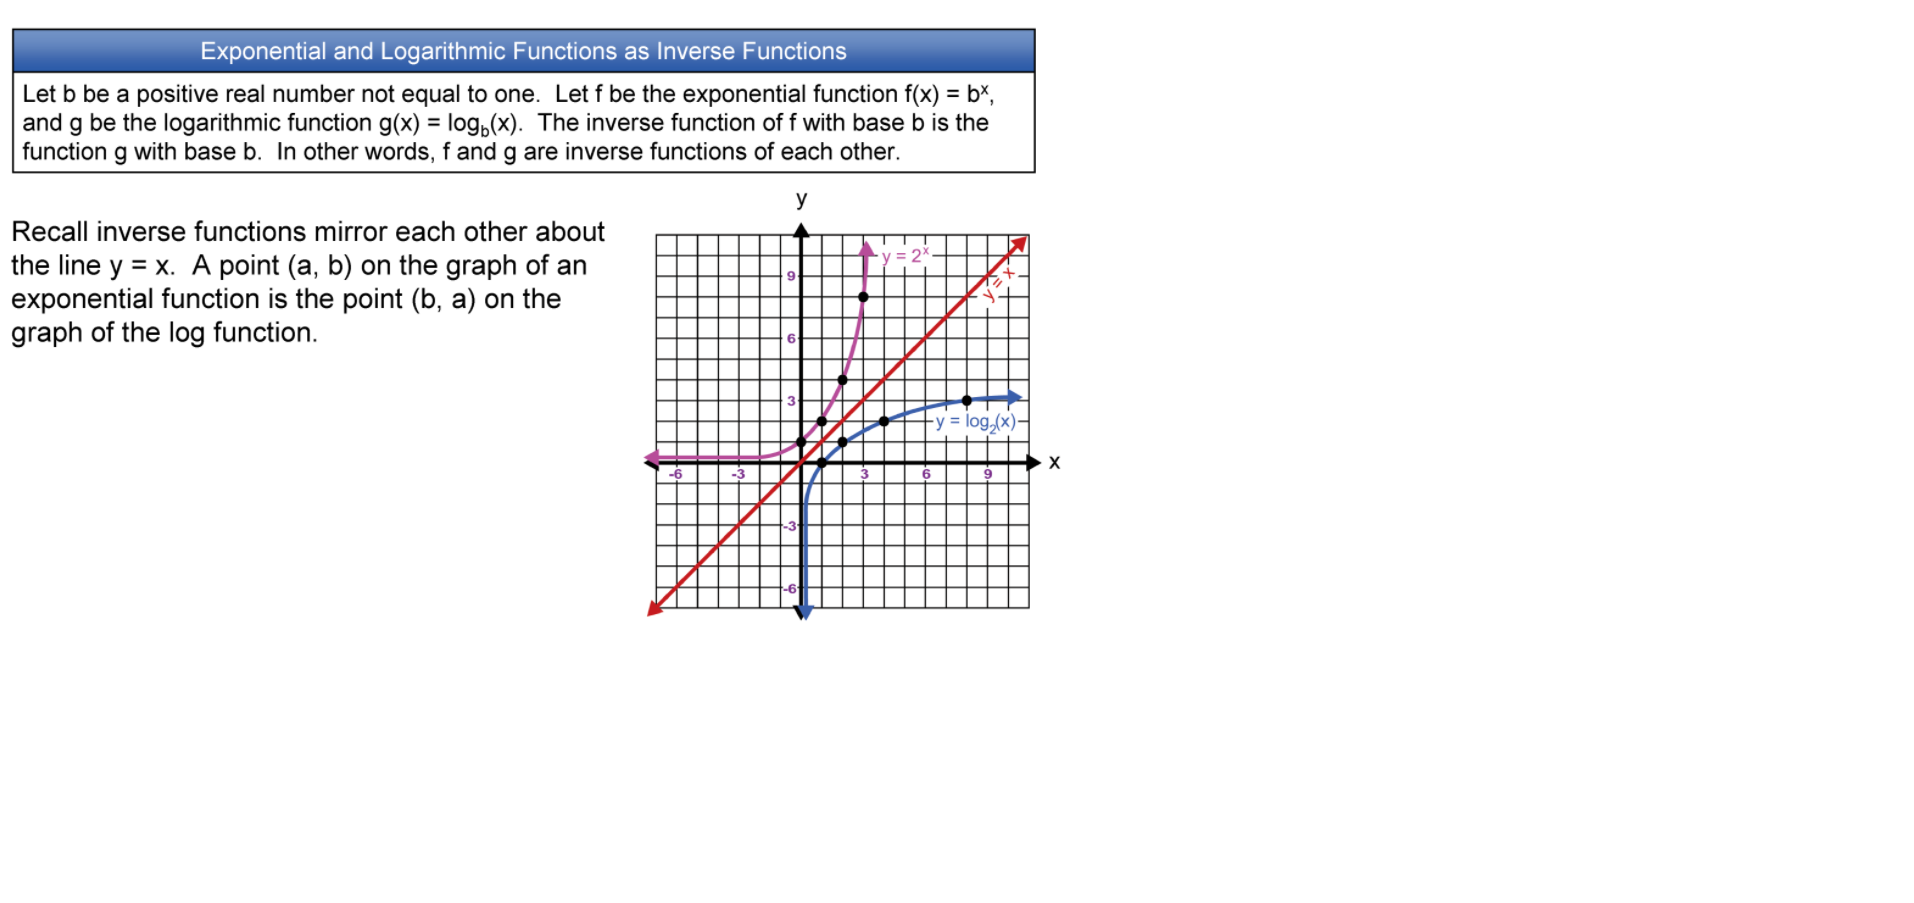 Exponential and Logarithmic Functions as Inverse Functions
Let b be a positive real number not equal to one.  Let f be the exponential function f(x) = bˣ,
and g be the logarithmic function g(x) = log_b(x).  The inverse function of f with base b is the
function g with base b.  In other words, f and g are inverse functions of each other.
Recall inverse functions mirror each other about
the line y = x.  A point (a, b) on the graph of an
exponential function is the point (b, a) on the
graph of the log function.
y
y = 2ˣ
y = x
9
6
3
y = log₂(x)
x
-6 -3 3 6 9
-3
-6